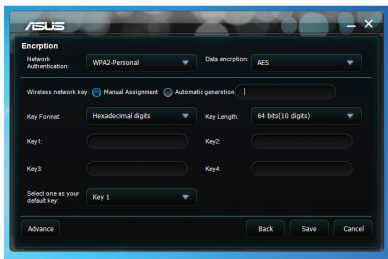 ASUS
Encrption
Network Authentication: WPA2-Personal Data encrption: AES
Wireless network key: Manual Assignment Automatic generation
Key Format: Hexadecimal digits Key Length: 64 bits(10 digits)
Key1: Key2:
Key3: Key4:
Select one as your default key: Key 1
Advance Back Save Cancel